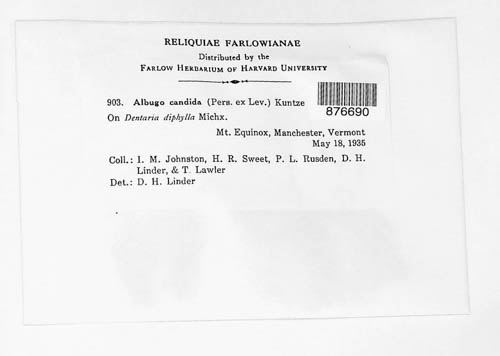 RELIQUIAE FARLOWIANAE
Distributed by the
FARLOW HERBARIUM OF HARVARD UNIVERSITY
903. Albugo candida (Pers. ex Lev.) Kuntze
876690
On Dentaria diphylla Michx.
Mt. Equinox, Manchester, Vermont
May 18, 1935
Coll.: I. M. Johnston, H. R. Sweet, P. L. Rusden, D. H.
Linder, & T. Lawler
Det.: D. H. Linder